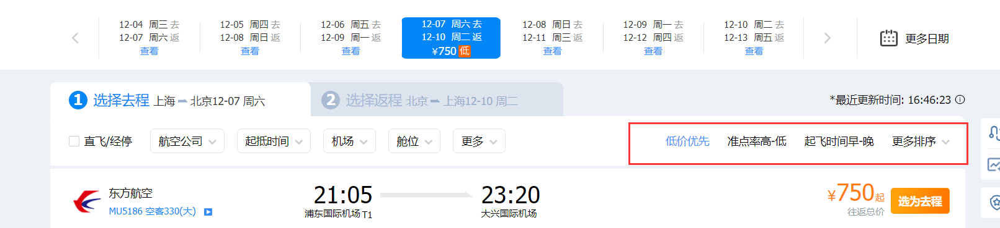 12-04 周三 去
12-07 周六 返
查看
12-05 周四 去
12-08 周日 返
查看
12-06 周五 去
12-09 周一 返
查看
12-07 周六 去
12-10 周二 返
¥750 低
12-08 周日 去
12-11 周三 返
查看
12-09 周一 去
12-12 周四 返
查看
12-10 周二 去
12-13 周五 返
查看
更多日期
1 选择去程 上海 北京12-07 周六
2 选择返程 北京 上海12-10 周二
*最近更新时间: 16:46:23
直飞/经停 航空公司 起抵时间 机场 舱位 更多
低价优先 准点率高-低 起飞时间早-晚 更多排序
东方航空
MU5186 空客330(大)
21:05
浦东国际机场 T1
23:20
大兴国际机场
¥750起
往返总价
选为去程